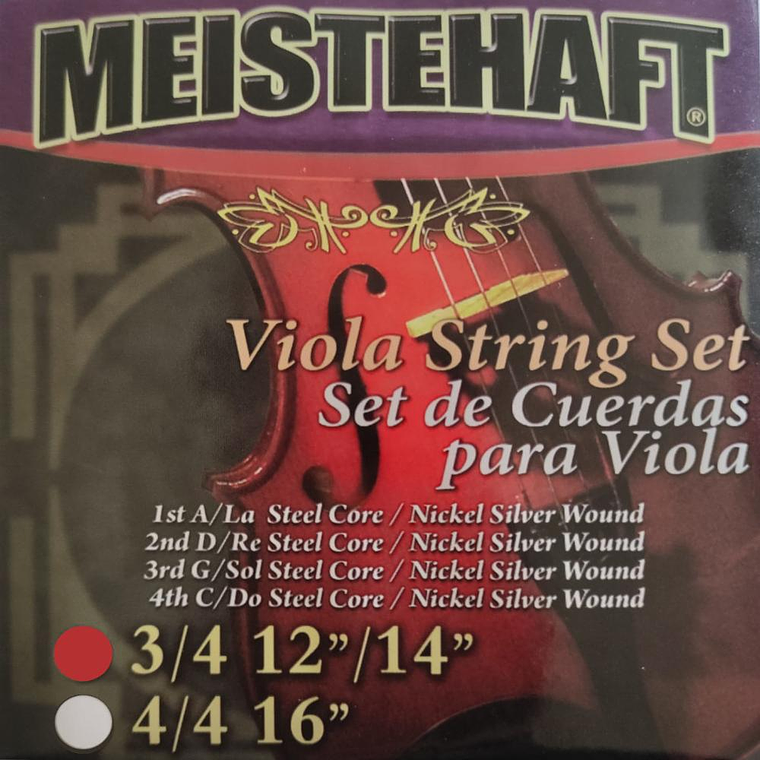 MEISTEHAFT®
Viola String Set
Set de Cuerdas
para Viola
1st A/La Steel Core / Nickel Silver Wound
2nd D/Re Steel Core / Nickel Silver Wound
3rd G/Sol Steel Core / Nickel Silver Wound
4th C/Do Steel Core / Nickel Silver Wound
3/4 12”/14”
4/4 16”